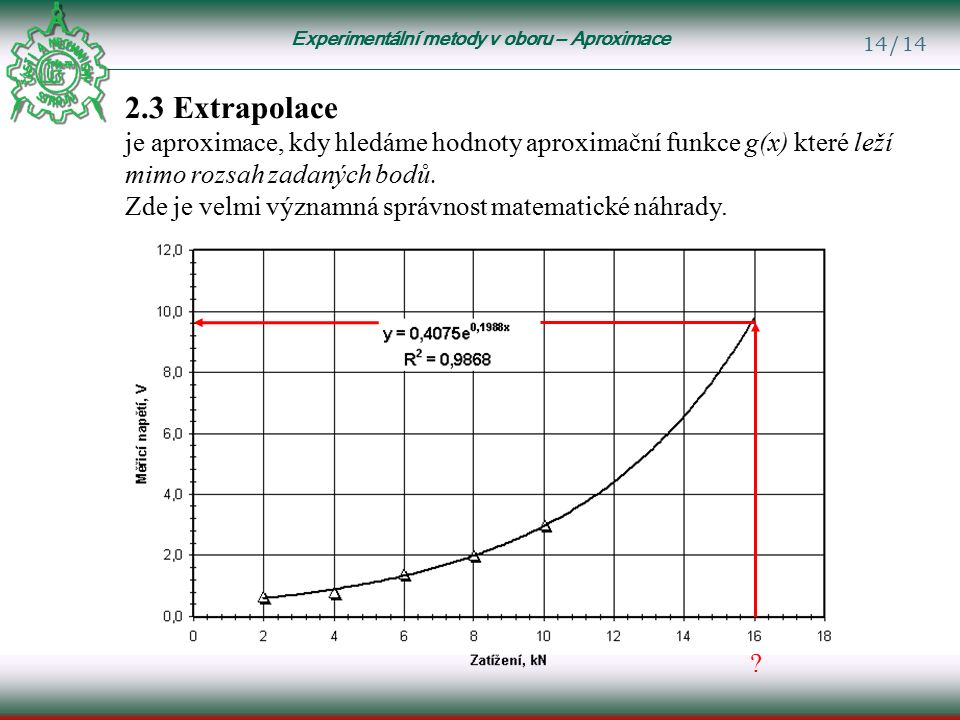 Experimentální metody v oboru – Aproximace
14/14
2.3 Extrapolace
je aproximace, kdy hledáme hodnoty aproximační funkce g(x) které leží
mimo rozsah zadaných bodů.
Zde je velmi významná správnost matematické náhrady.
12,0
10,0
8,0
6,0
4,0
2,0
0,0
Měřicí napětí, V
y = 0,4075e^0,1988x
R² = 0,9868
0 2 4 6 8 10 12 14 16 18
Zatížení, kN
?